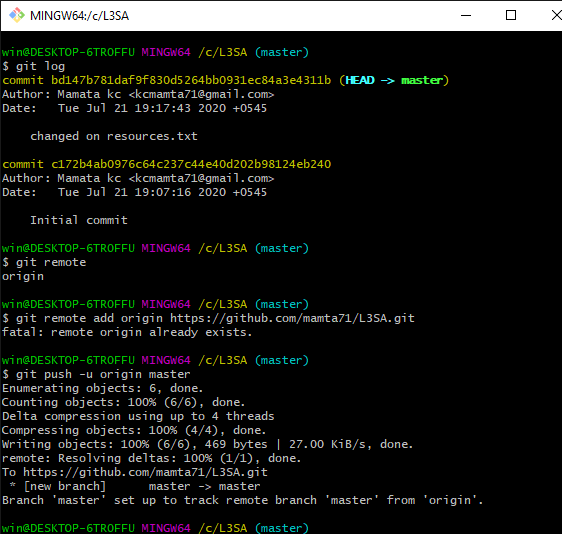 MINGW64:/c/L3SA
win@DESKTOP-6TROFFU MINGW64 /c/L3SA (master)
$ git log
commit bd147b781daf9f830d5264bb0931ec84a3e4311b (HEAD -> master)
Author: Mamata kc <kcmamta71@gmail.com>
Date:   Tue Jul 21 19:17:43 2020 +0545
    changed on resources.txt
commit c172b4ab0976c64c237c44e40d202b98124eb240
Author: Mamata kc <kcmamta71@gmail.com>
Date:   Tue Jul 21 19:07:16 2020 +0545
    Initial commit
win@DESKTOP-6TROFFU MINGW64 /c/L3SA (master)
$ git remote
origin
win@DESKTOP-6TROFFU MINGW64 /c/L3SA (master)
$ git remote add origin https://github.com/mamta71/L3SA.git
fatal: remote origin already exists.
win@DESKTOP-6TROFFU MINGW64 /c/L3SA (master)
$ git push -u origin master
Enumerating objects: 6, done.
Counting objects: 100% (6/6), done.
Delta compression using up to 4 threads
Compressing objects: 100% (4/4), done.
Writing objects: 100% (6/6), 469 bytes | 27.00 KiB/s, done.
remote: Resolving deltas: 100% (1/1), done.
To https://github.com/mamta71/L3SA.git
 * [new branch]      master -> master
Branch 'master' set up to track remote branch 'master' from 'origin'.
win@DESKTOP-6TROFFU MINGW64 /c/L3SA (master)